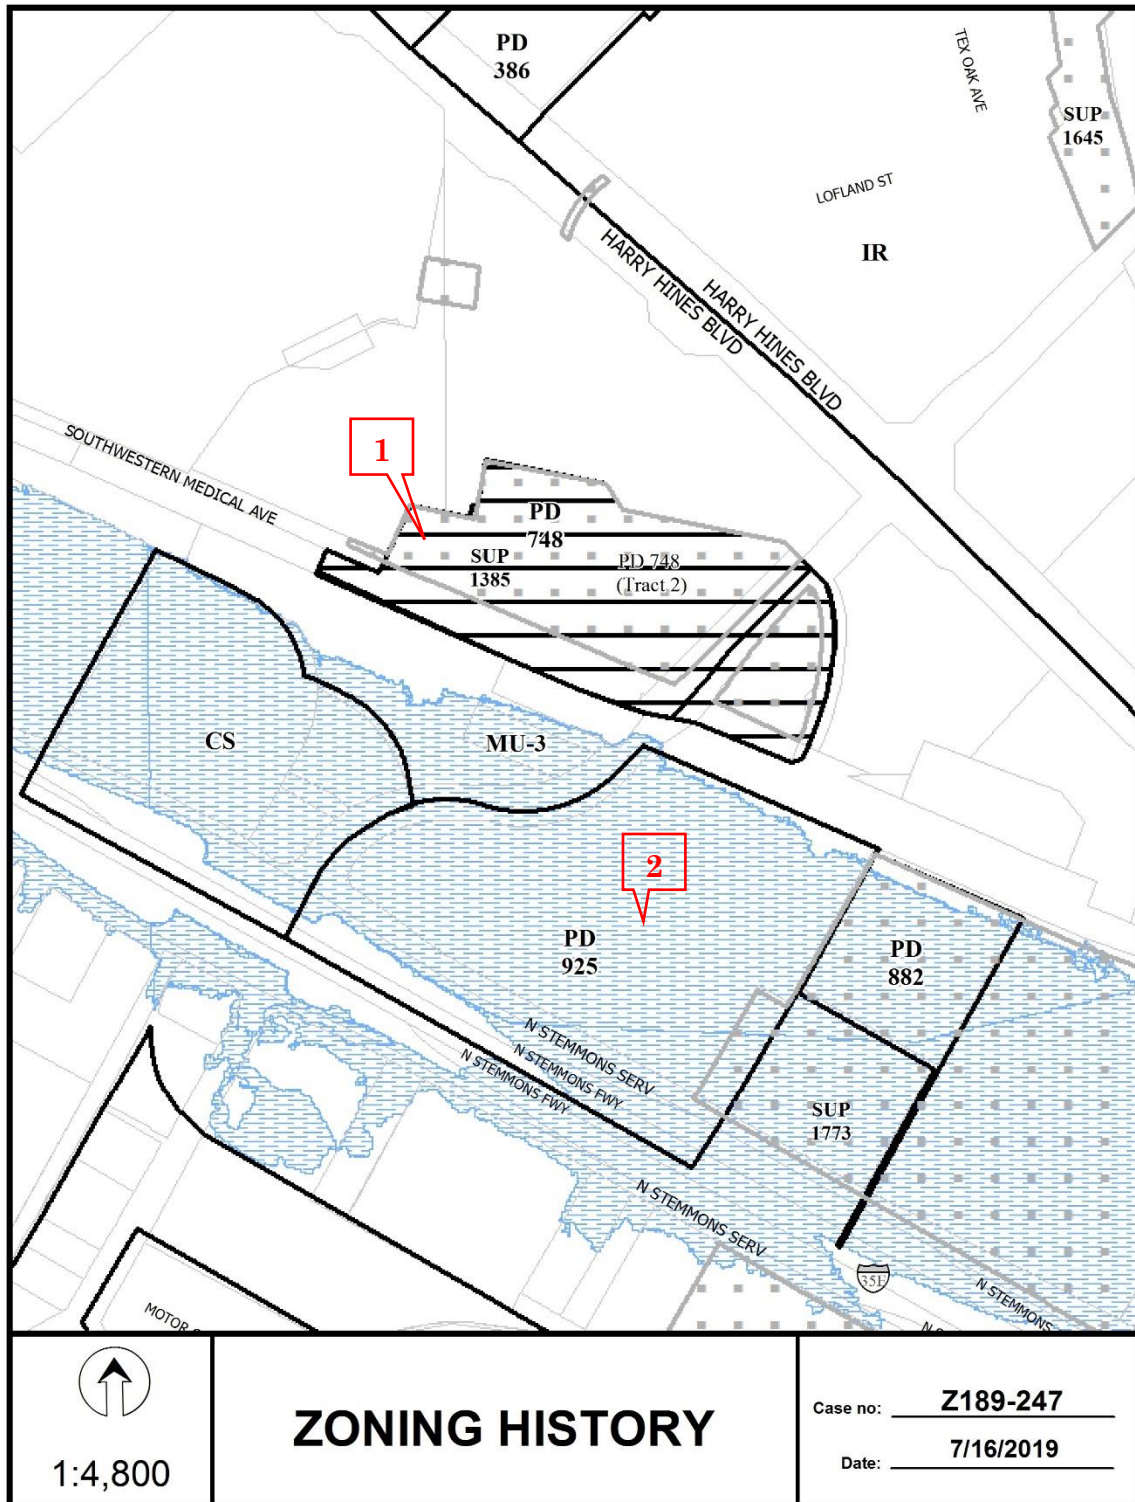 PD
386
TEX OAK AVE
SUP
1645
LOFLAND ST
IR
HARRY HINES BLVD
HARRY HINES BLVD
SOUTHWESTERN MEDICAL AVE
1
PD
748
SUP
1385
PD 748
(Tract 2)
CS
MU-3
2
PD
925
PD
882
N STEMMONS SERV
N STEMMONS FWY
N STEMMONS FWY
SUP
1773
N STEMMONS SERV
35E
N STEMMONS
MOTOR
1:4,800
ZONING HISTORY
Case no: Z189-247
Date: 7/16/2019